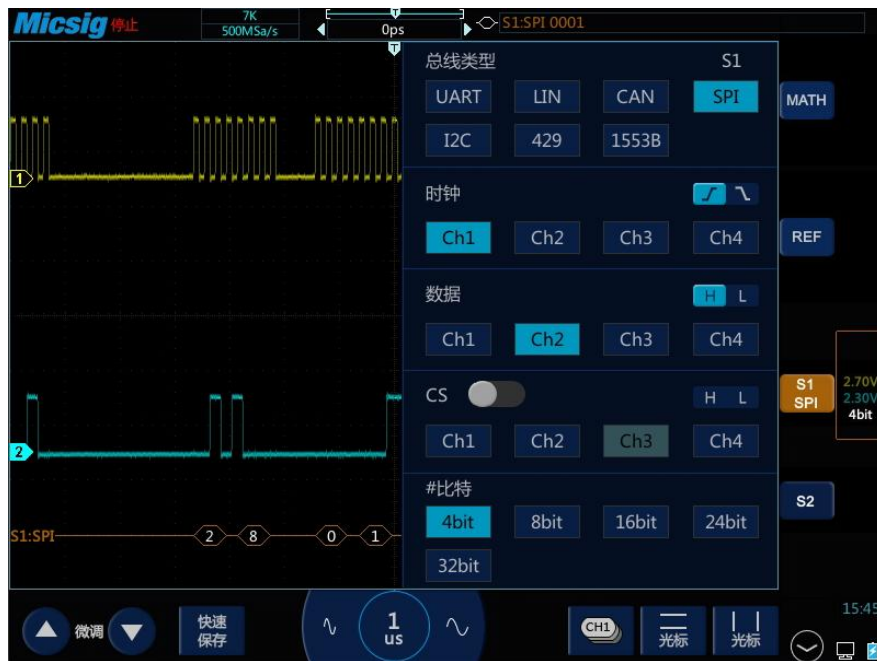 Micsig 停止
7K
500MSa/s
T
0ps
S1:SPI 0001
T
总线类型 S1
UART LIN CAN SPI
I2C 429 1553B
MATH
1
时钟
Ch1 Ch2 Ch3 Ch4
REF
数据
H L
Ch1 Ch2 Ch3 Ch4
CS
H L
S1
SPI
2.70V
2.30V
4bit
2
Ch1 Ch2 Ch3 Ch4
#比特
4bit 8bit 16bit 24bit
S2
S1:SPI 2 8 0 1
32bit
微调
快速
保存
1
us
CH1
光标
光标
15:45